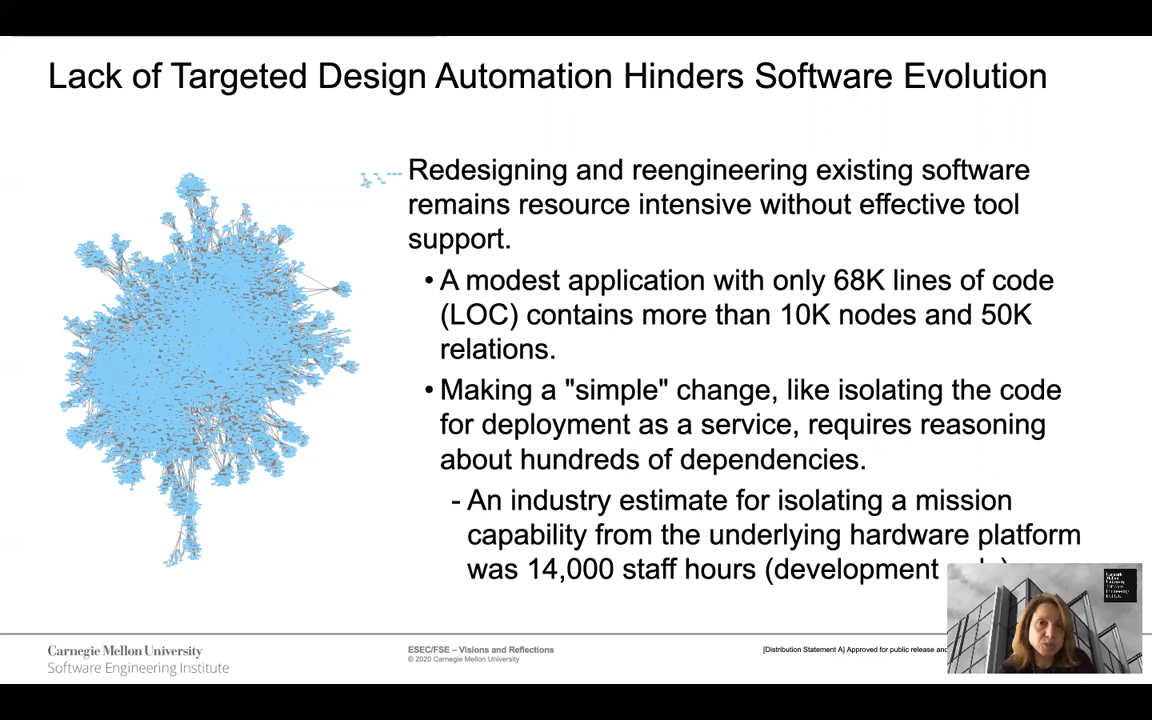 Lack of Targeted Design Automation Hinders Software Evolution
Redesigning and reengineering existing software
remains resource intensive without effective tool
support.
• A modest application with only 68K lines of code
(LOC) contains more than 10K nodes and 50K
relations.
• Making a "simple" change, like isolating the code
for deployment as a service, requires reasoning
about hundreds of dependencies.
- An industry estimate for isolating a mission
capability from the underlying hardware platform
was 14,000 staff hours (development
Carnegie Mellon University
Software Engineering Institute
ESEC/FSE – Visions and Reflections
© 2020 Carnegie Mellon University
[Distribution Statement A] Approved for public release and